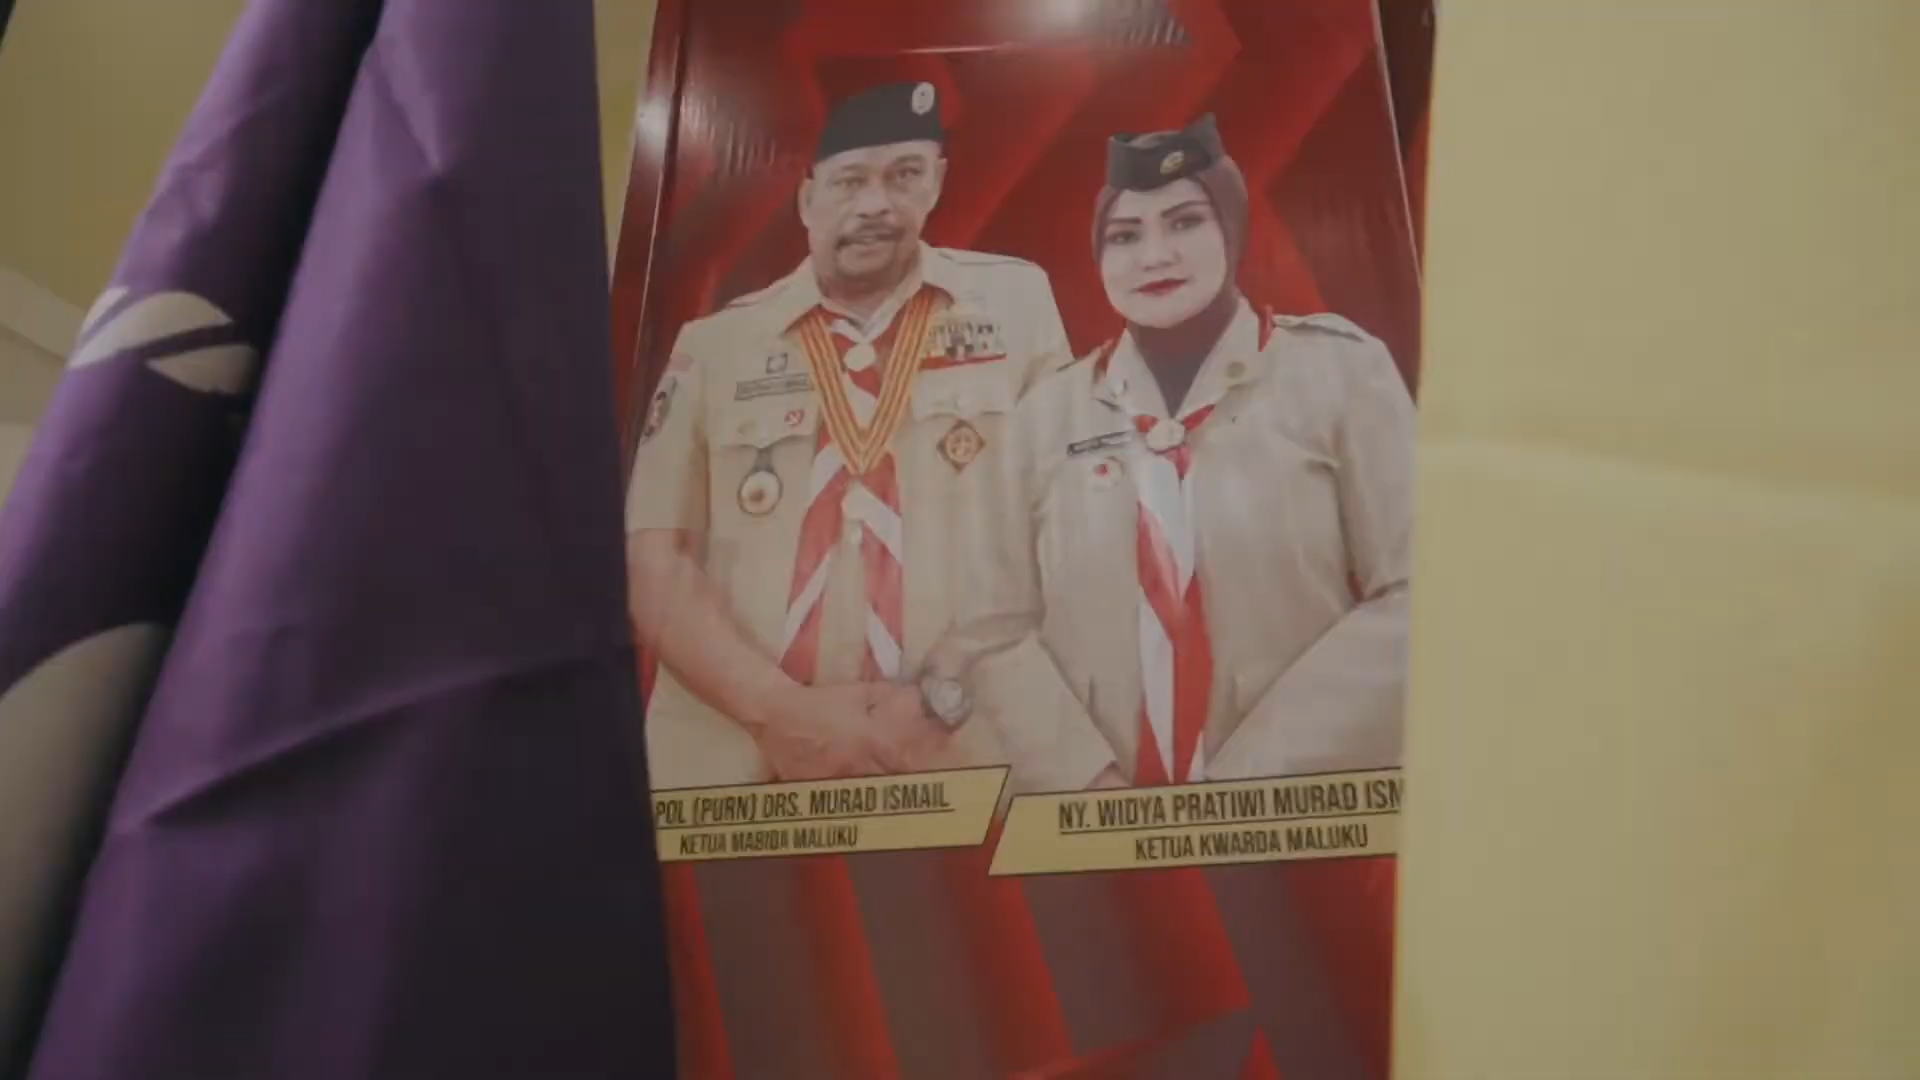 POL (PURN) DRS. MURAD ISMAIL
KETUA MABIDA MALUKU
NY. WIDYA PRATIWI MURAD ISM
KETUA KWARDA MALUKU